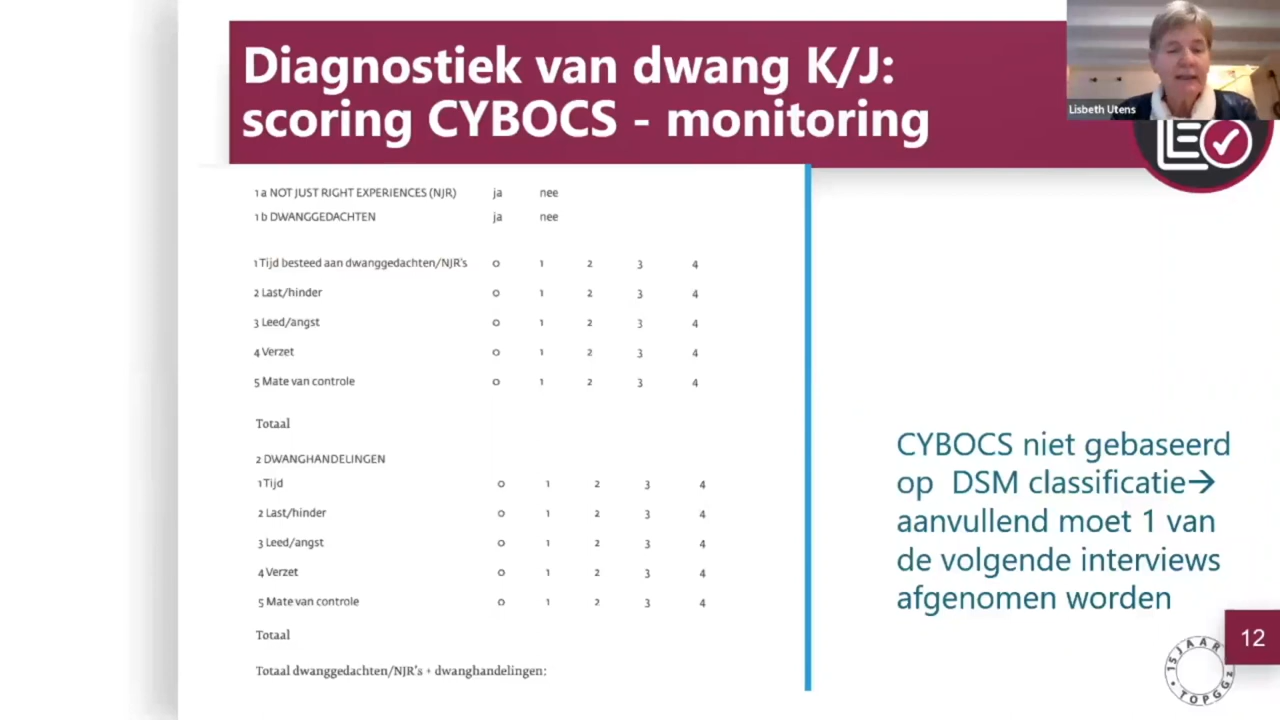 Diagnostiek van dwang K/J:
scoring CYBOCS - monitoring
Lisbeth Utens
1 a NOT JUST RIGHT EXPERIENCES (NJR) ja nee
1 b DWANGGEDACHTEN ja nee
1 Tijd besteed aan dwanggedachten/NJR's 0 1 2 3 4
2 Last/hinder 0 1 2 3 4
3 Leed/angst 0 1 2 3 4
4 Verzet 0 1 2 3 4
5 Mate van controle 0 1 2 3 4
Totaal
2 DWANGHANDELINGEN
1 Tijd 0 1 2 3 4
2 Last/hinder 0 1 2 3 4
3 Leed/angst 0 1 2 3 4
4 Verzet 0 1 2 3 4
5 Mate van controle 0 1 2 3 4
Totaal
Totaal dwanggedachten/NJR's + dwanghandelingen:
CYBOCS niet gebaseerd
op DSM classificatie→
aanvullend moet 1 van
de volgende interviews
afgenomen worden
12
15 JAAR
TOPGGz